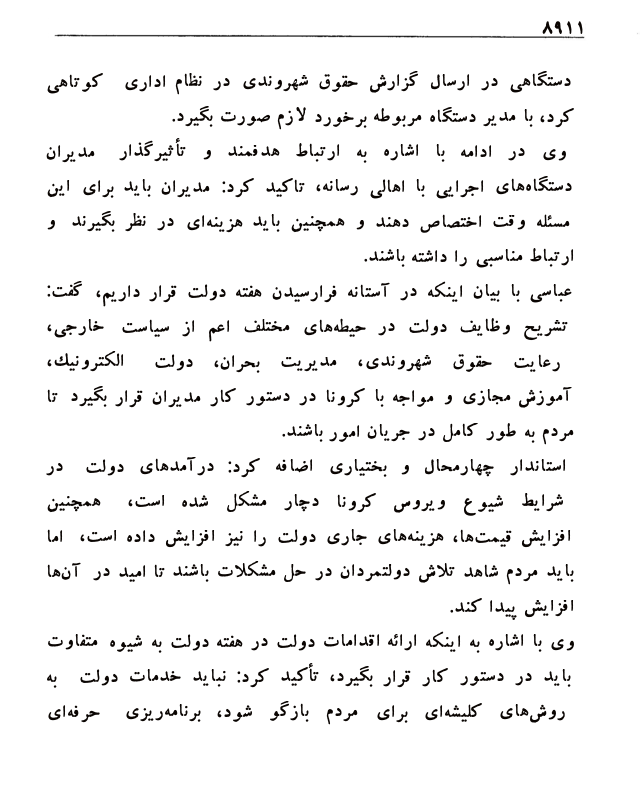 ۸۹۱۱
دستگاهی در ارسال گزارش حقوق شهروندی در نظام اداری کوتاهی
کرد، با مدیر دستگاه مربوطه برخورد لازم صورت بگیرد.
وی در ادامه با اشاره به ارتباط هدفمند و تأثیرگذار مدیران
دستگاه‌های اجرایی با اهالی رسانه، تاکید کرد: مدیران باید برای این
مسئله وقت اختصاص دهند و همچنین باید هزینه‌ای در نظر بگیرند و
ارتباط مناسبی را داشته باشند.
عباسی با بیان اینکه در آستانه فرارسیدن هفته دولت قرار داریم، گفت:
تشریح وظایف دولت در حیطه‌های مختلف اعم از سیاست خارجی،
رعایت حقوق شهروندی، مدیریت بحران، دولت الکترونیك،
آموزش مجازی و مواجه با کرونا در دستور کار مدیران قرار بگیرد تا
مردم به طور کامل در جریان امور باشند.
استاندار چهارمحال و بختیاری اضافه کرد: درآمدهای دولت در
شرایط شیوع ویروس کرونا دچار مشکل شده است، همچنین
افزایش قیمت‌ها، هزینه‌های جاری دولت را نیز افزایش داده است، اما
باید مردم شاهد تلاش دولتمردان در حل مشکلات باشند تا امید در آن‌ها
افزایش پیدا کند.
وی با اشاره به اینکه ارائه اقدامات دولت در هفته دولت به شیوه متفاوت
باید در دستور کار قرار بگیرد، تأکید کرد: نباید خدمات دولت به
روش‌های کلیشه‌ای برای مردم بازگو شود، برنامه‌ریزی حرفه‌ای